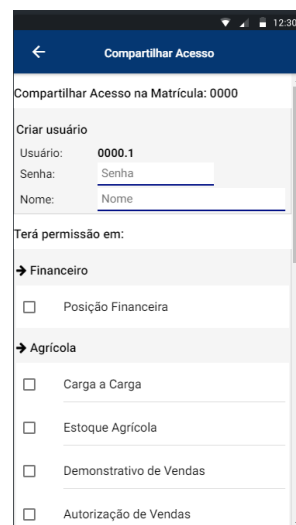 12:30
Compartilhar Acesso
Compartilhar Acesso na Matrícula: 0000
Criar usuário
Usuário: 0000.1
Senha: Senha
Nome: Nome
Terá permissão em:
Financeiro
Posição Financeira
Agrícola
Carga a Carga
Estoque Agrícola
Demonstrativo de Vendas
Autorização de Vendas